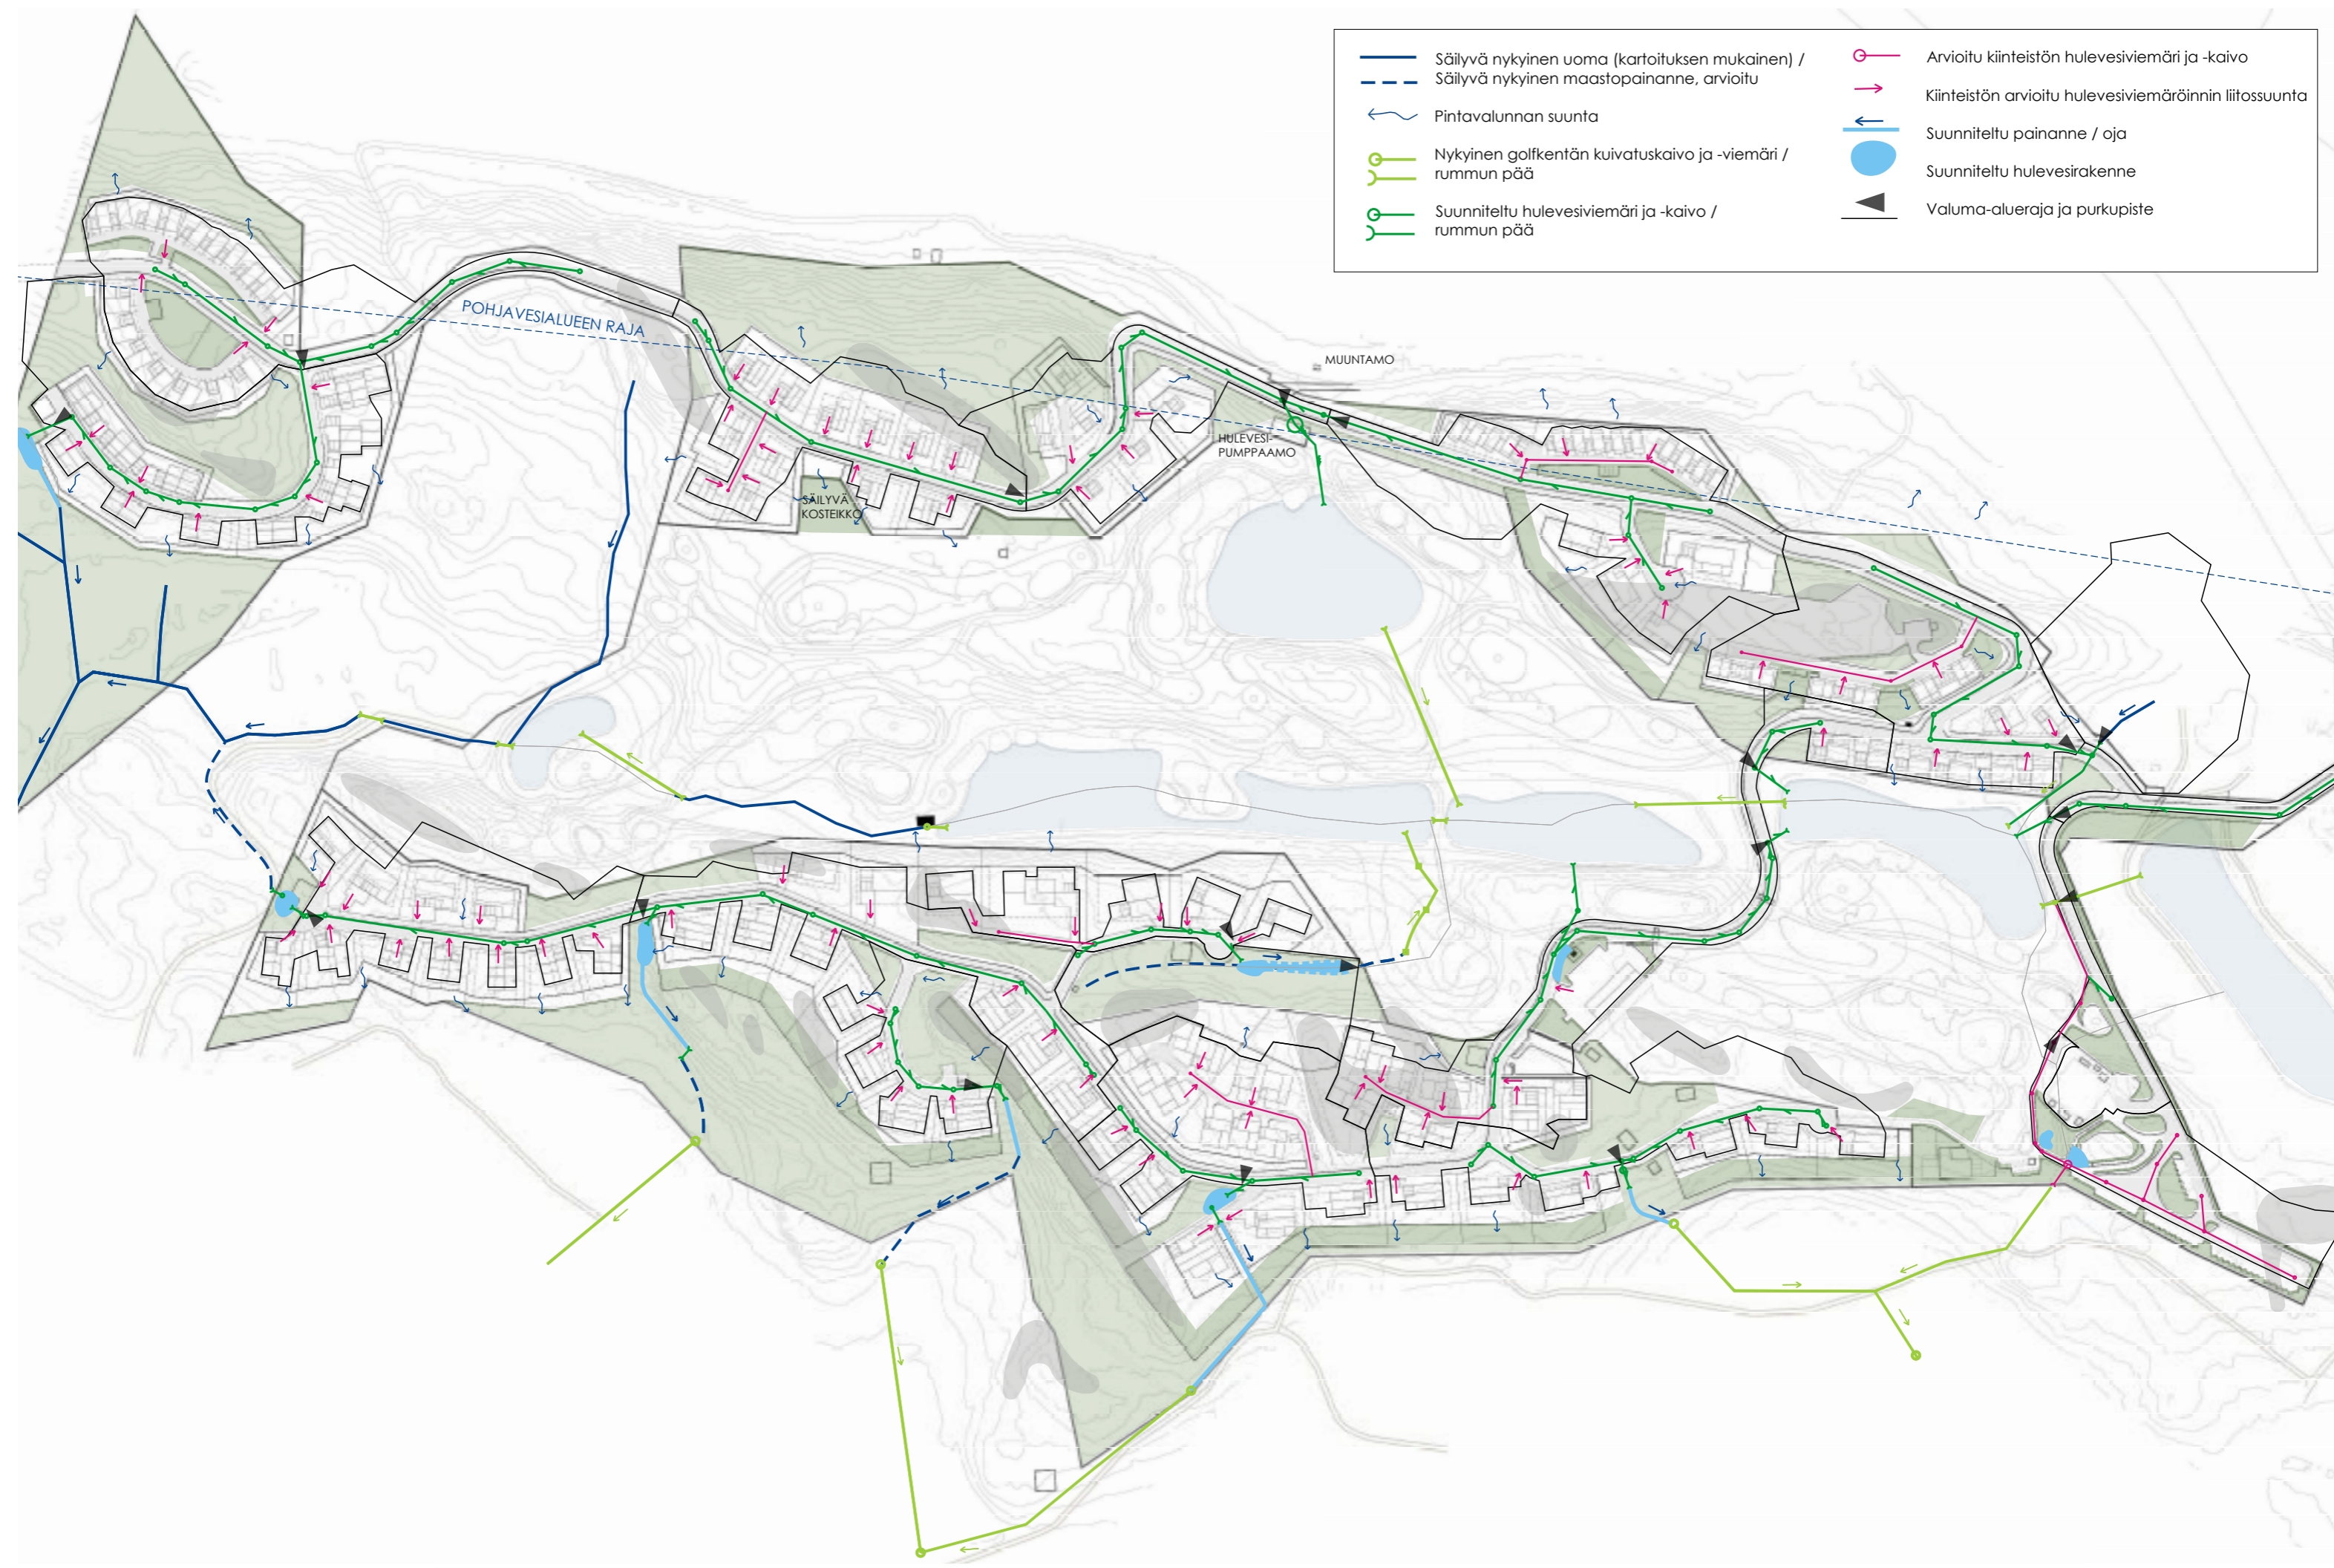 Säilyvä nykyinen uoma (kartoituksen mukainen) /
Säilyvä nykyinen maastopainanne, arvioitu
Pintavalunnan suunta
Nykyinen golfkentän kuivatuskaivo ja -viemäri /
rummun pää
Suunniteltu hulevesiviemäri ja -kaivo /
rummun pää
Arvioitu kiinteistön hulevesiviemäri ja -kaivo
Kiinteistön arvioitu hulevesiviemäröinnin liitossuunta
Suunniteltu painanne / oja
Suunniteltu hulevesirakenne
Valuma-alueraja ja purkupiste
POHJAVESIALUEEN RAJA
MUUNTAMO
HULEVESI-
PUMPPAAMO
SÄILYVÄ
KOSTEIKKO